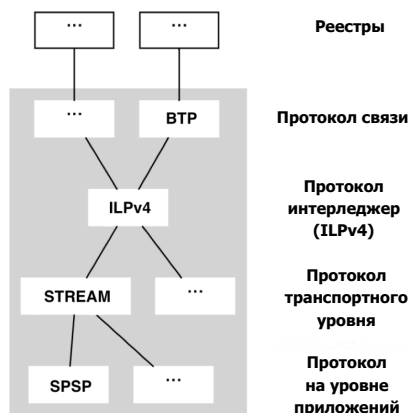 ... ... Реестры
... BTP Протокол связи
ILPv4 Протокол
интерледжер
(ILPv4)
STREAM ... Протокол
транспортного
уровня
SPSP ... Протокол
на уровне
приложений